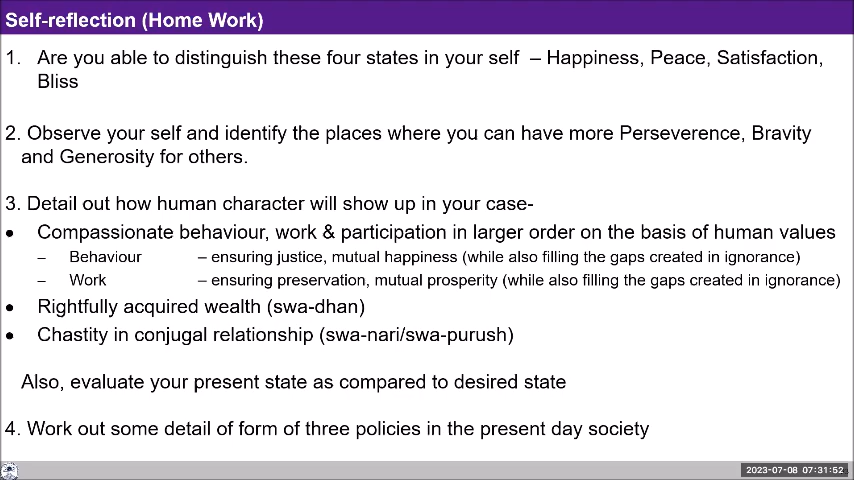 Self-reflection (Home Work)
1. Are you able to distinguish these four states in your self – Happiness, Peace, Satisfaction,
Bliss
2. Observe your self and identify the places where you can have more Perseverence, Bravity
and Generosity for others.
3. Detail out how human character will show up in your case-
• Compassionate behaviour, work & participation in larger order on the basis of human values
– Behaviour – ensuring justice, mutual happiness (while also filling the gaps created in ignorance)
– Work – ensuring preservation, mutual prosperity (while also filling the gaps created in ignorance)
• Rightfully acquired wealth (swa-dhan)
• Chastity in conjugal relationship (swa-nari/swa-purush)
Also, evaluate your present state as compared to desired state
4. Work out some detail of form of three policies in the present day society
2023-07-08 07:31:52